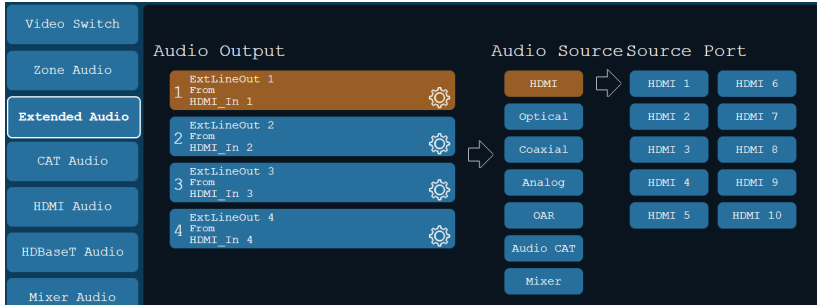 Video Switch
Zone Audio
Extended Audio
CAT Audio
HDMI Audio
HDBaseT Audio
Mixer Audio
Audio Output
1
ExtLineOut 1
From
HDMI_In 1
2
ExtLineOut 2
From
HDMI_In 2
3
ExtLineOut 3
From
HDMI_In 3
4
ExtLineOut 4
From
HDMI_In 4
Audio Source
HDMI
Optical
Coaxial
Analog
OAR
Audio CAT
Mixer
Source Port
HDMI 1
HDMI 6
HDMI 2
HDMI 7
HDMI 3
HDMI 8
HDMI 4
HDMI 9
HDMI 5
HDMI 10